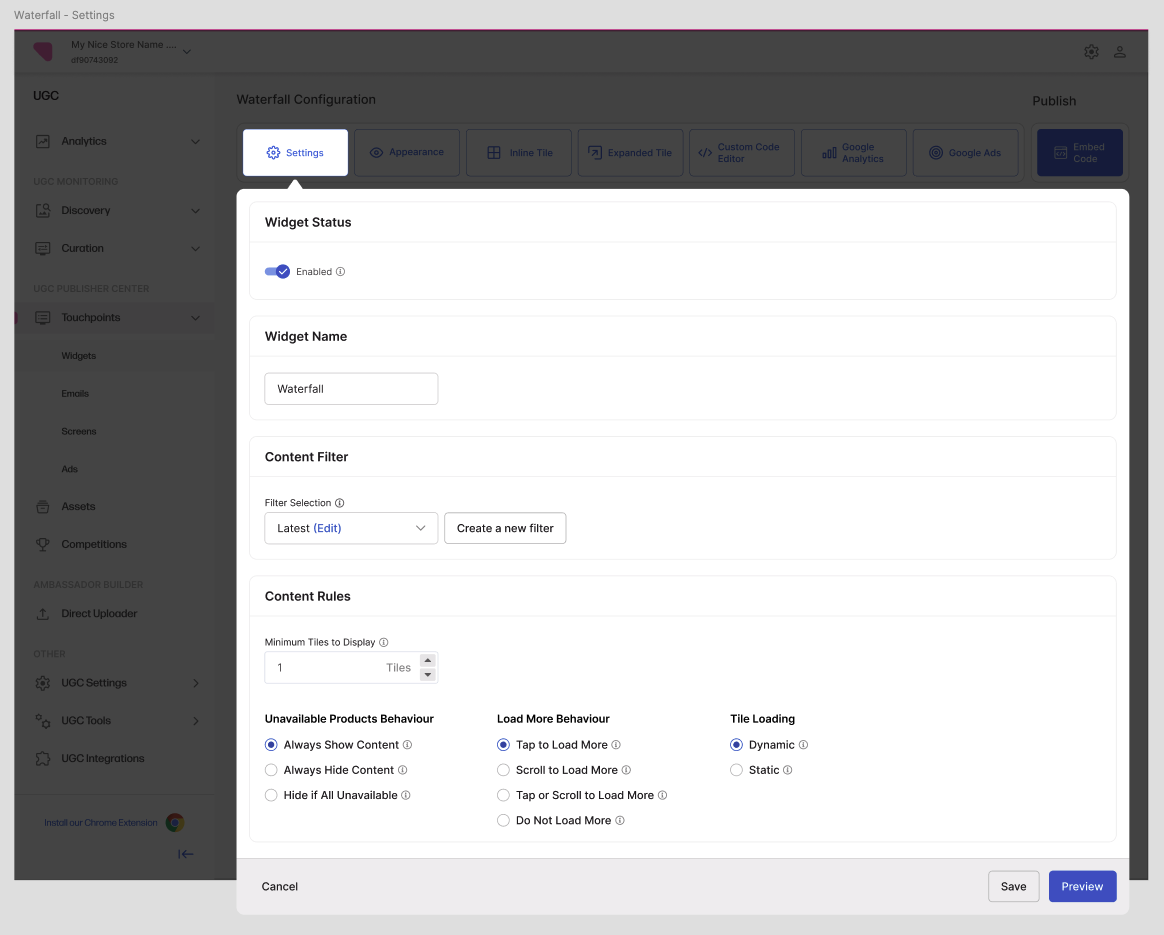 Waterfall - Settings
My Nice Store Name ....
df90743092
UGC
Analytics
UGC MONITORING
Discovery
Curation
UGC PUBLISHER CENTER
Touchpoints
Widgets
Emails
Screens
Ads
Assets
Competitions
AMBASSADOR BUILDER
Direct Uploader
OTHER
UGC Settings
UGC Tools
UGC Integrations
Install our Chrome Extension
Waterfall Configuration
Publish
Settings
Appearance
Inline Tile
Expanded Tile
Custom Code
Editor
Google
Analytics
Google Ads
Embed
Code
Widget Status
Enabled
Widget Name
Waterfall
Content Filter
Filter Selection
Latest (Edit)
Create a new filter
Content Rules
Minimum Tiles to Display
1 Tiles
Unavailable Products Behaviour
Always Show Content
Always Hide Content
Hide if All Unavailable
Load More Behaviour
Tap to Load More
Scroll to Load More
Tap or Scroll to Load More
Do Not Load More
Tile Loading
Dynamic
Static
Cancel
Save
Preview